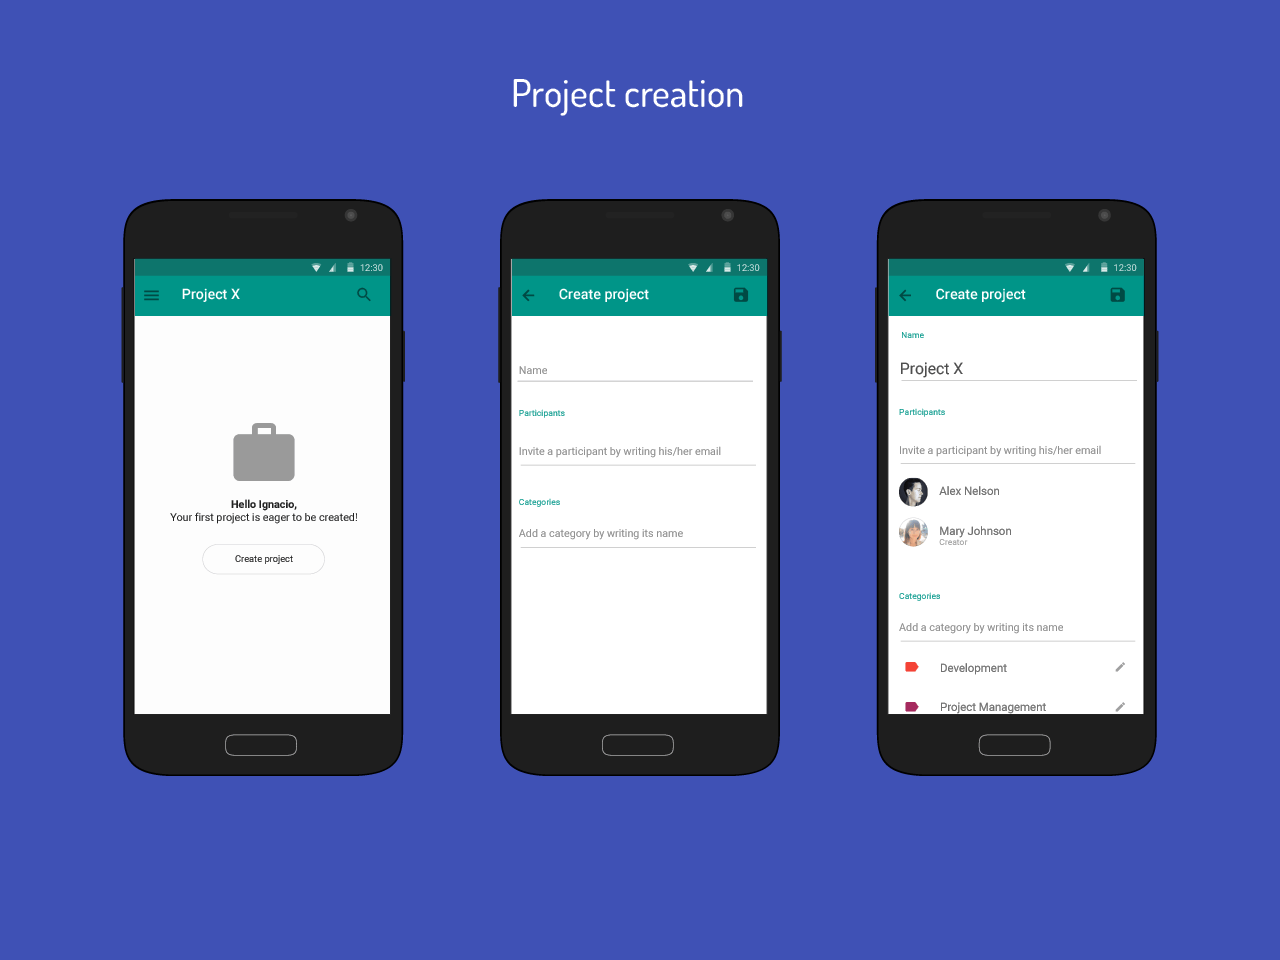 Project creation
12:30
Project X
Hello Ignacio,
Your first project is eager to be created!
Create project
12:30
Create project
Name
Participants
Invite a participant by writing his/her email
Categories
Add a category by writing its name
12:30
Create project
Name
Project X
Participants
Invite a participant by writing his/her email
Alex Nelson
Mary Johnson
Creator
Categories
Add a category by writing its name
Development
Project Management